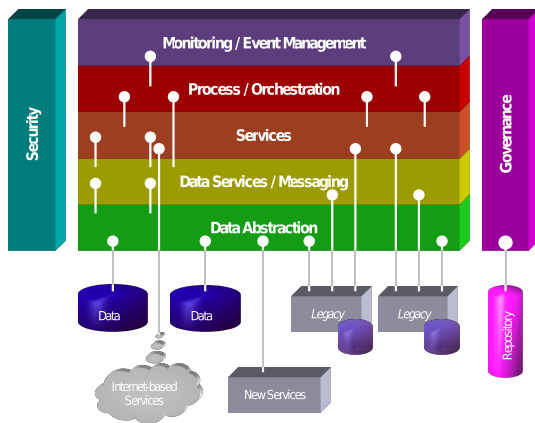 Monitoring / Event Management
Process / Orchestration
Services
Data Services / Messaging
Data Abstraction
Security
Governance
Data
Data
Legacy
Legacy
Repository
Internet-based
Services
New Services